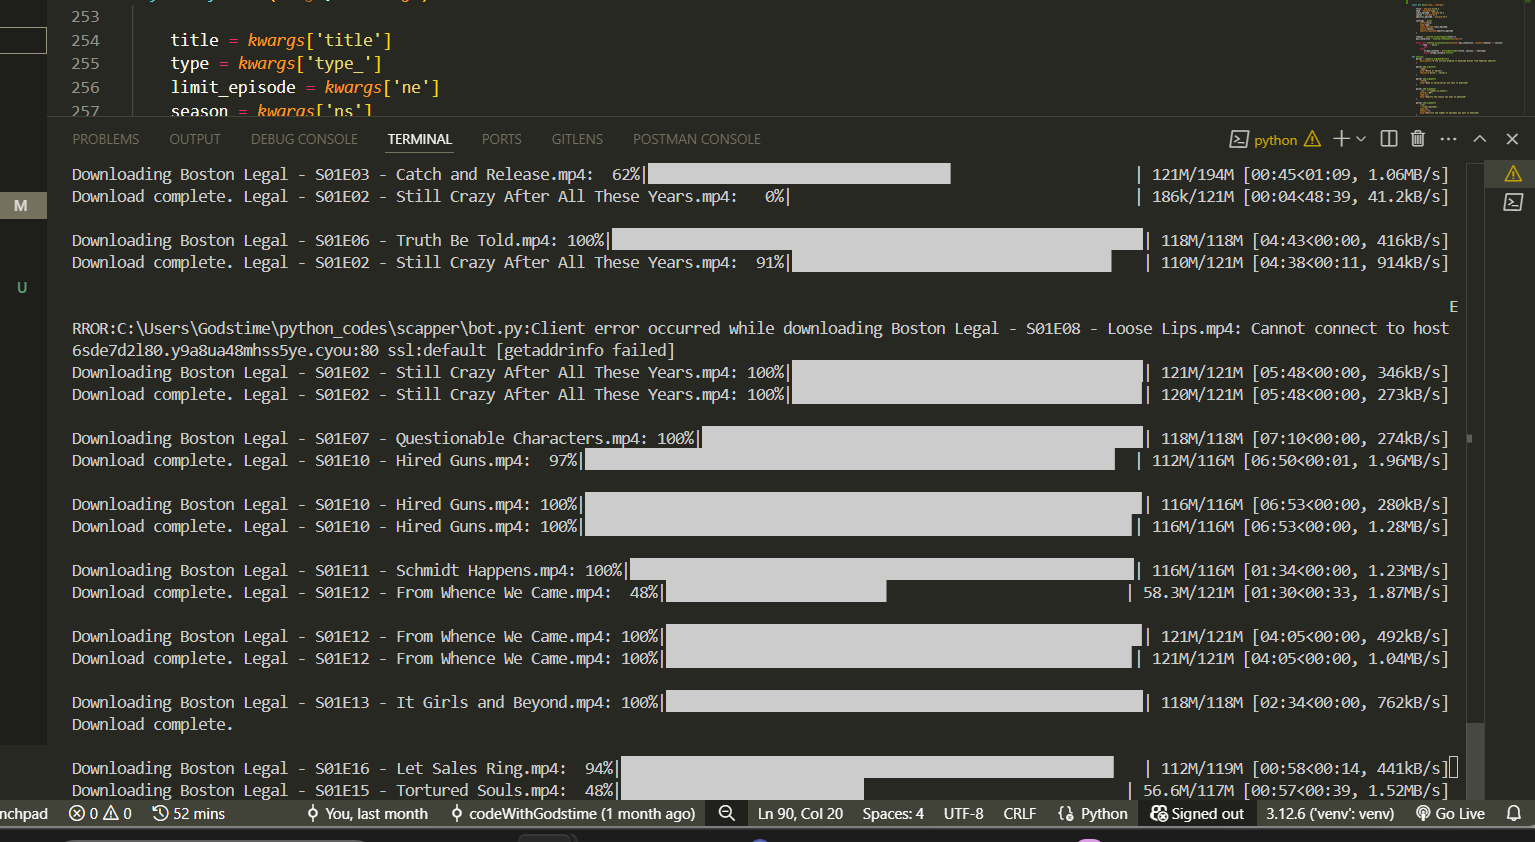 253
254 title = kwargs['title']
255 type = kwargs['type_']
256 limit_episode = kwargs['ne']
257 season = kwargs['ns']
PROBLEMS OUTPUT DEBUG CONSOLE TERMINAL PORTS GITLENS POSTMAN CONSOLE python
Downloading Boston Legal - S01E03 - Catch and Release.mp4: 62%| | 121M/194M [00:45<01:09, 1.06MB/s]
M
Download complete. Legal - S01E02 - Still Crazy After All These Years.mp4: 0%| | 186k/121M [00:04<48:39, 41.2kB/s]
Downloading Boston Legal - S01E06 - Truth Be Told.mp4: 100%| | 118M/118M [04:43<00:00, 416kB/s]
Download complete. Legal - S01E02 - Still Crazy After All These Years.mp4: 91%| | 110M/121M [04:38<00:11, 914kB/s]
U
E
RROR:C:\Users\Godstime\python_codes\scapper\bot.py:Client error occurred while downloading Boston Legal - S01E08 - Loose Lips.mp4: Cannot connect to host
6sde7d2l80.y9a8ua48mhss5ye.cyou:80 ssl:default [getaddrinfo failed]
Downloading Boston Legal - S01E02 - Still Crazy After All These Years.mp4: 100%| | 121M/121M [05:48<00:00, 346kB/s]
Download complete. Legal - S01E02 - Still Crazy After All These Years.mp4: 100%| | 120M/121M [05:48<00:00, 273kB/s]
Downloading Boston Legal - S01E07 - Questionable Characters.mp4: 100%| | 118M/118M [07:10<00:00, 274kB/s]
Download complete. Legal - S01E10 - Hired Guns.mp4: 97%| | 112M/116M [06:50<00:01, 1.96MB/s]
Downloading Boston Legal - S01E10 - Hired Guns.mp4: 100%| | 116M/116M [06:53<00:00, 280kB/s]
Download complete. Legal - S01E10 - Hired Guns.mp4: 100%| | 116M/116M [06:53<00:00, 1.28MB/s]
Downloading Boston Legal - S01E11 - Schmidt Happens.mp4: 100%| | 116M/116M [01:34<00:00, 1.23MB/s]
Download complete. Legal - S01E12 - From Whence We Came.mp4: 48%| | 58.3M/121M [01:30<00:33, 1.87MB/s]
Downloading Boston Legal - S01E12 - From Whence We Came.mp4: 100%| | 121M/121M [04:05<00:00, 492kB/s]
Download complete. Legal - S01E12 - From Whence We Came.mp4: 100%| | 121M/121M [04:05<00:00, 1.04MB/s]
Downloading Boston Legal - S01E13 - It Girls and Beyond.mp4: 100%| | 118M/118M [02:34<00:00, 762kB/s]
Download complete.
Downloading Boston Legal - S01E16 - Let Sales Ring.mp4: 94%| | 112M/119M [00:58<00:14, 441kB/s]
Downloading Boston Legal - S01E15 - Tortured Souls.mp4: 48%| | 56.6M/117M [00:57<00:39, 1.52MB/s]
nchpad 0 0 52 mins You, last month codeWithGodstime (1 month ago) Ln 90, Col 20 Spaces: 4 UTF-8 CRLF Python Signed out 3.12.6 ('venv': venv) Go Live